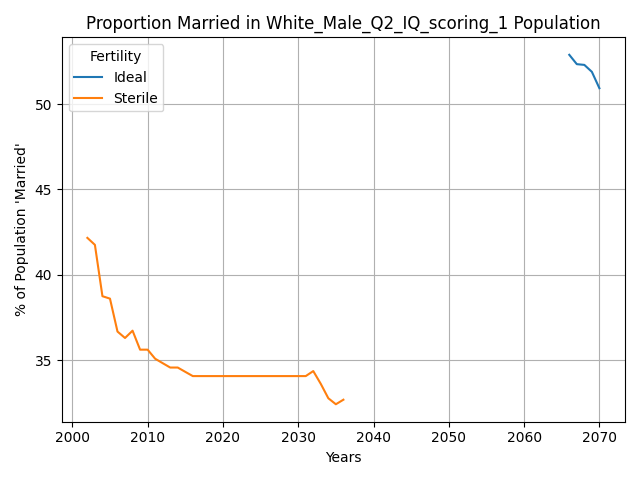 Proportion Married in White_Male_Q2_IQ_scoring_1 Population
Fertility
Ideal
Sterile
% of Population 'Married'
50
45
40
35
2000 2010 2020 2030 2040 2050 2060 2070
Years